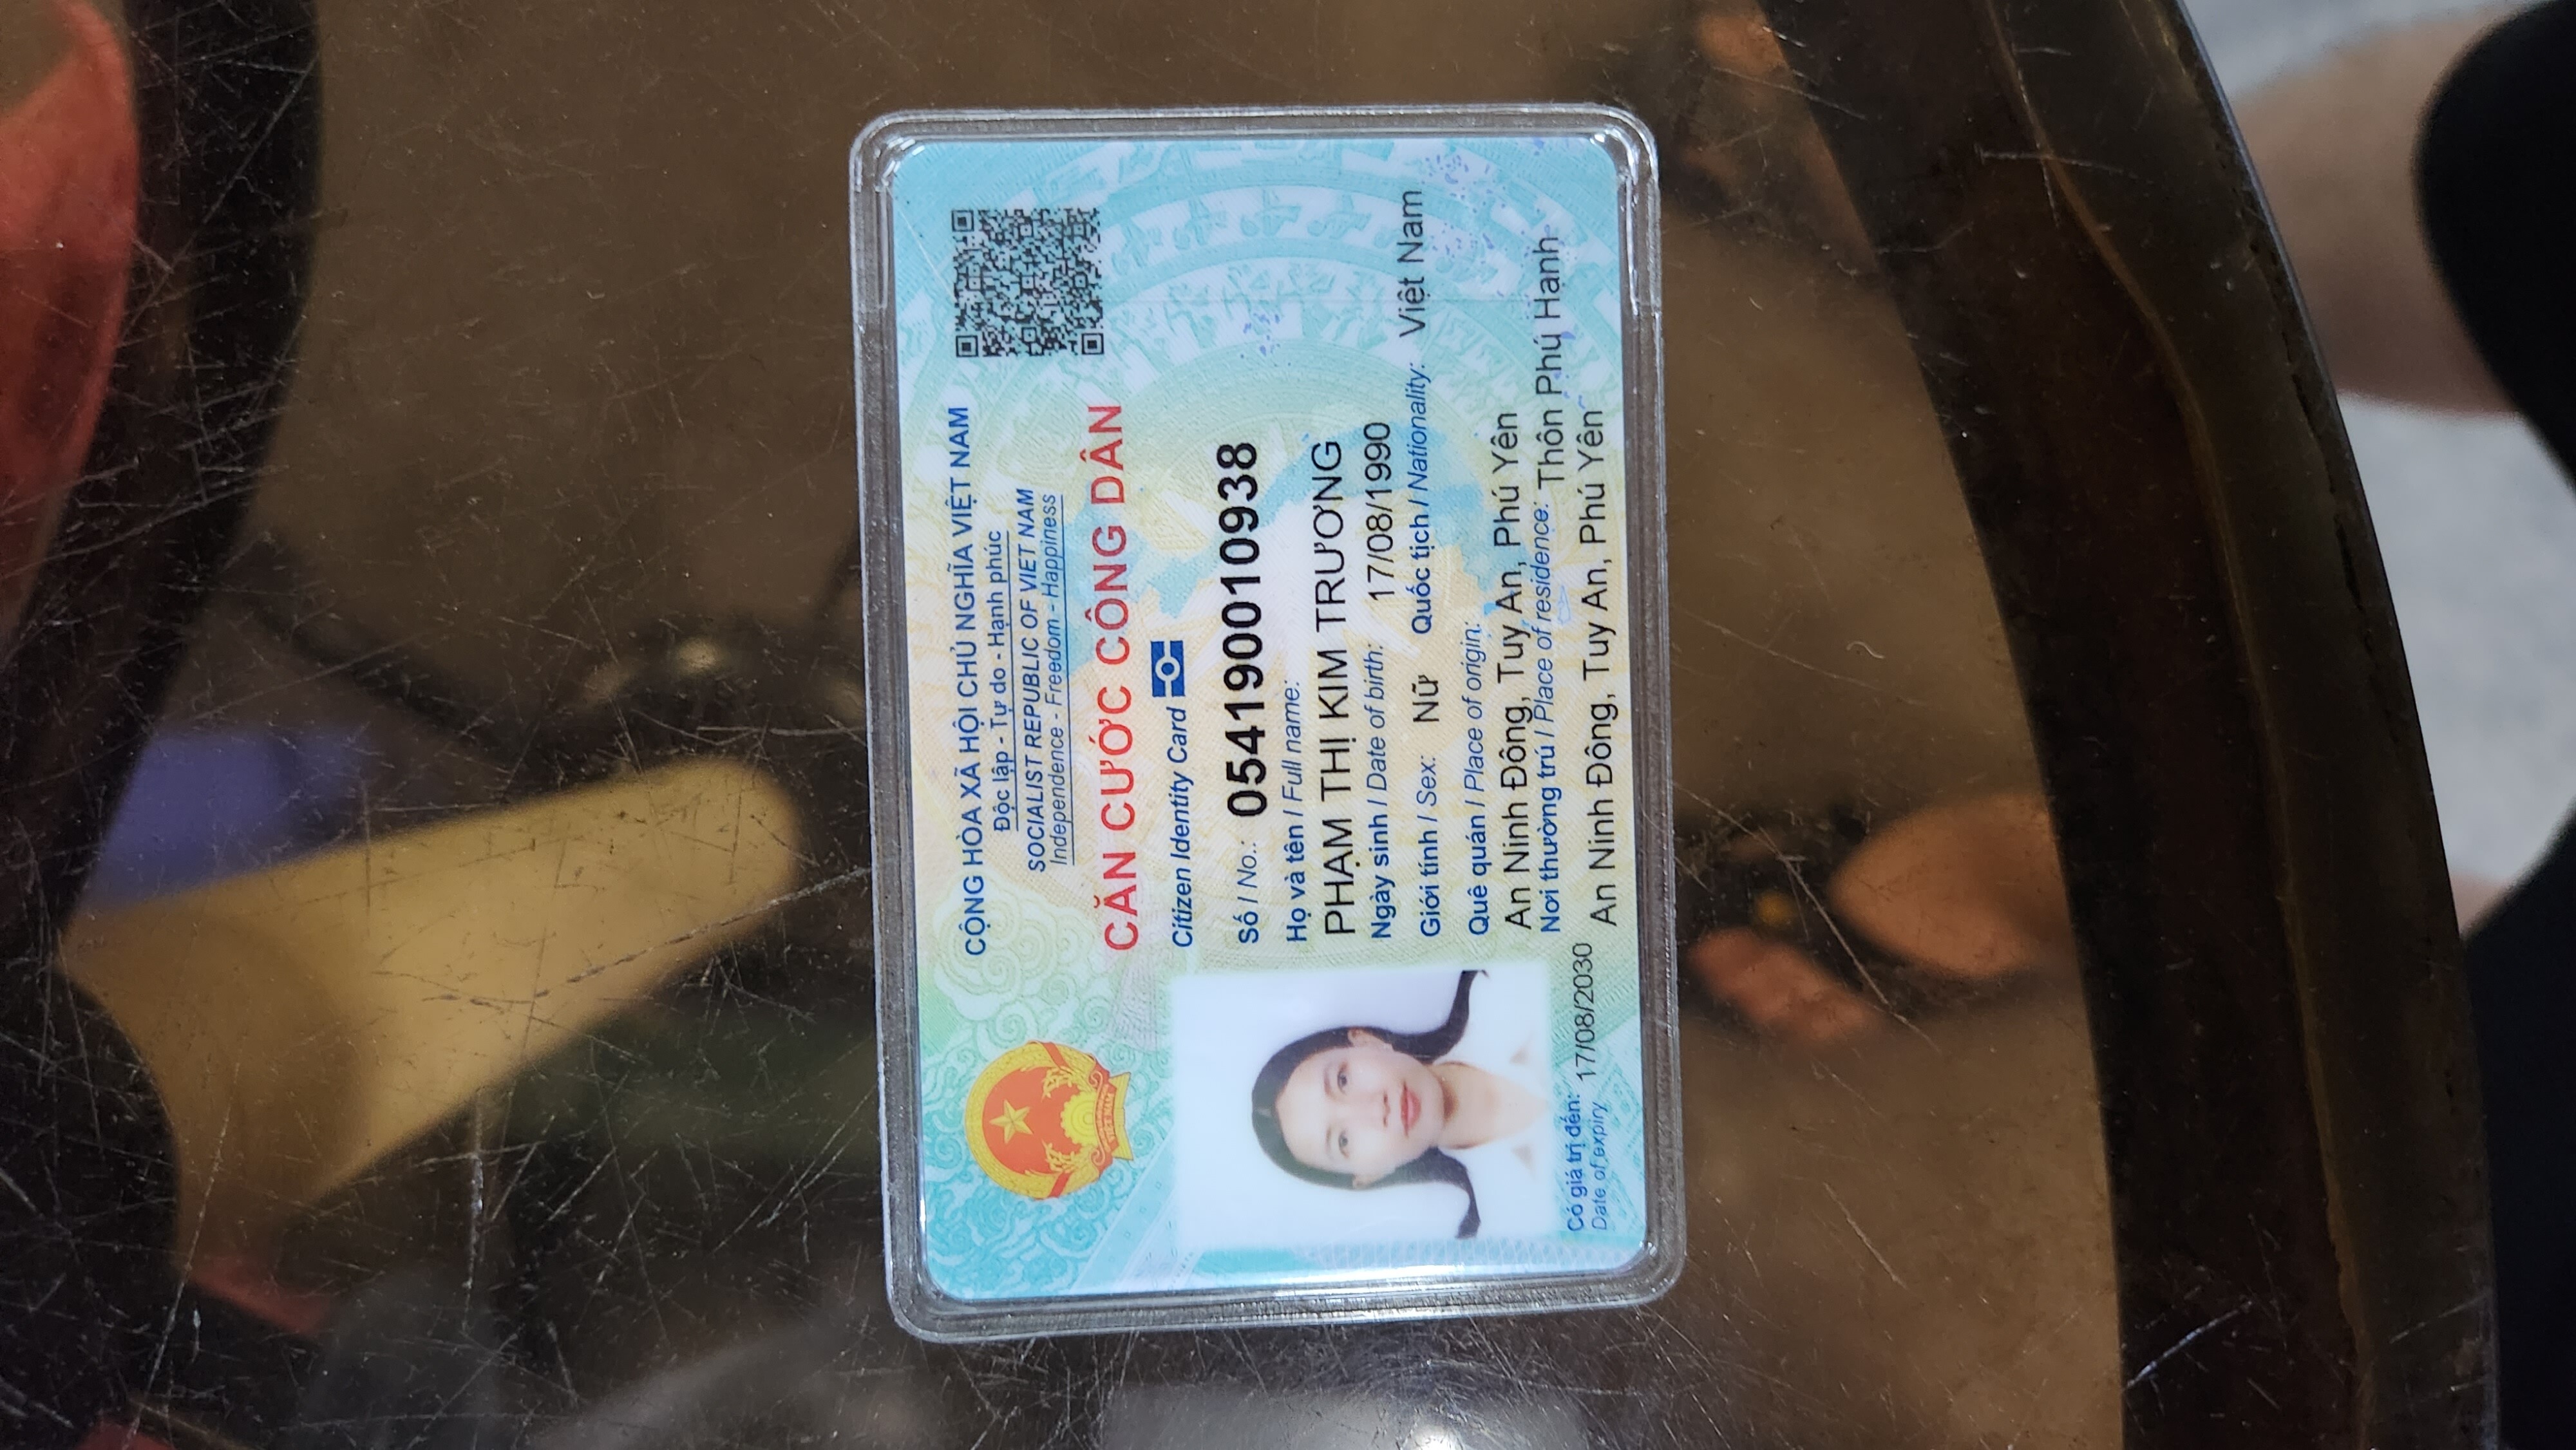 CỘNG HÒA XÃ HỘI CHỦ NGHĨA VIỆT NAM
Độc lập - Tự do - Hạnh phúc
SOCIALIST REPUBLIC OF VIET NAM
Independence - Freedom - Happiness
CĂN CƯỚC CÔNG DÂN
Citizen Identity Card
Số / No.: 054190010938
Họ và tên / Full name:
PHẠM THỊ KIM TRƯƠNG
Ngày sinh / Date of birth: 17/08/1990
Giới tính / Sex: Nữ Quốc tịch / Nationality: Việt Nam
Quê quán / Place of origin:
An Ninh Đông, Tuy An, Phú Yên
Nơi thường trú / Place of residence: Thôn Phú Hạnh
An Ninh Đông, Tuy An, Phú Yên
Có giá trị đến: 17/08/2030
Date of expiry